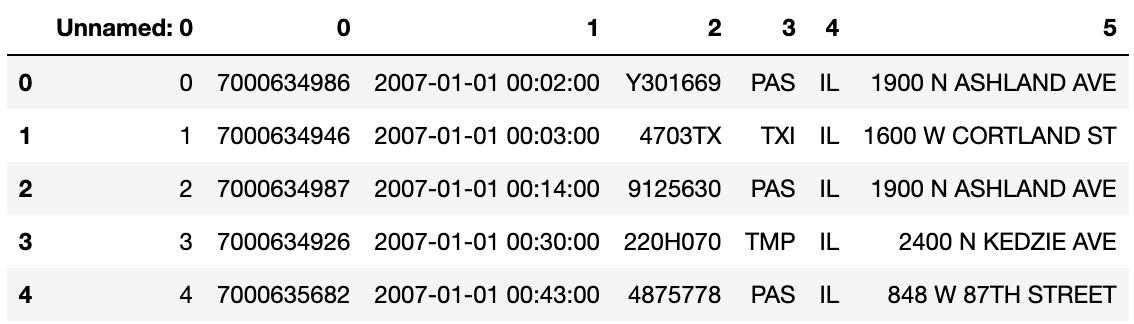 Unnamed: 0 0 1 2 3 4 5
0 0 7000634986 2007-01-01 00:02:00 Y301669 PAS IL 1900 N ASHLAND AVE
1 1 7000634946 2007-01-01 00:03:00 4703TX TXI IL 1600 W CORTLAND ST
2 2 7000634987 2007-01-01 00:14:00 9125630 PAS IL 1900 N ASHLAND AVE
3 3 7000634926 2007-01-01 00:30:00 220H070 TMP IL 2400 N KEDZIE AVE
4 4 7000635682 2007-01-01 00:43:00 4875778 PAS IL 848 W 87TH STREET